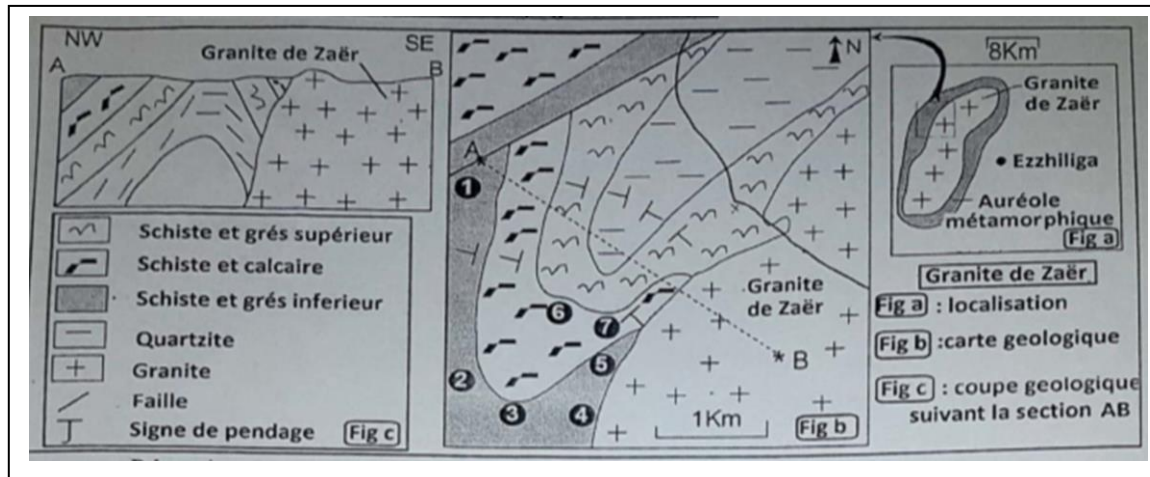 NW
SE
A
B
Granite de Zaër
Schiste et grés supérieur
Schiste et calcaire
Schiste et grés inferieur
Quartzite
Granite
Faille
Signe de pendage
Fig c
N
A
1
2
3
4
5
6
7
Granite
de Zaër
B
1Km
Fig b
8Km
Granite
de Zaër
Ezzhiliga
Auréole
métamorphique
Fig a
Granite de Zaër
Fig a : localisation
Fig b :carte geologique
Fig c : coupe geologique
suivant la section AB